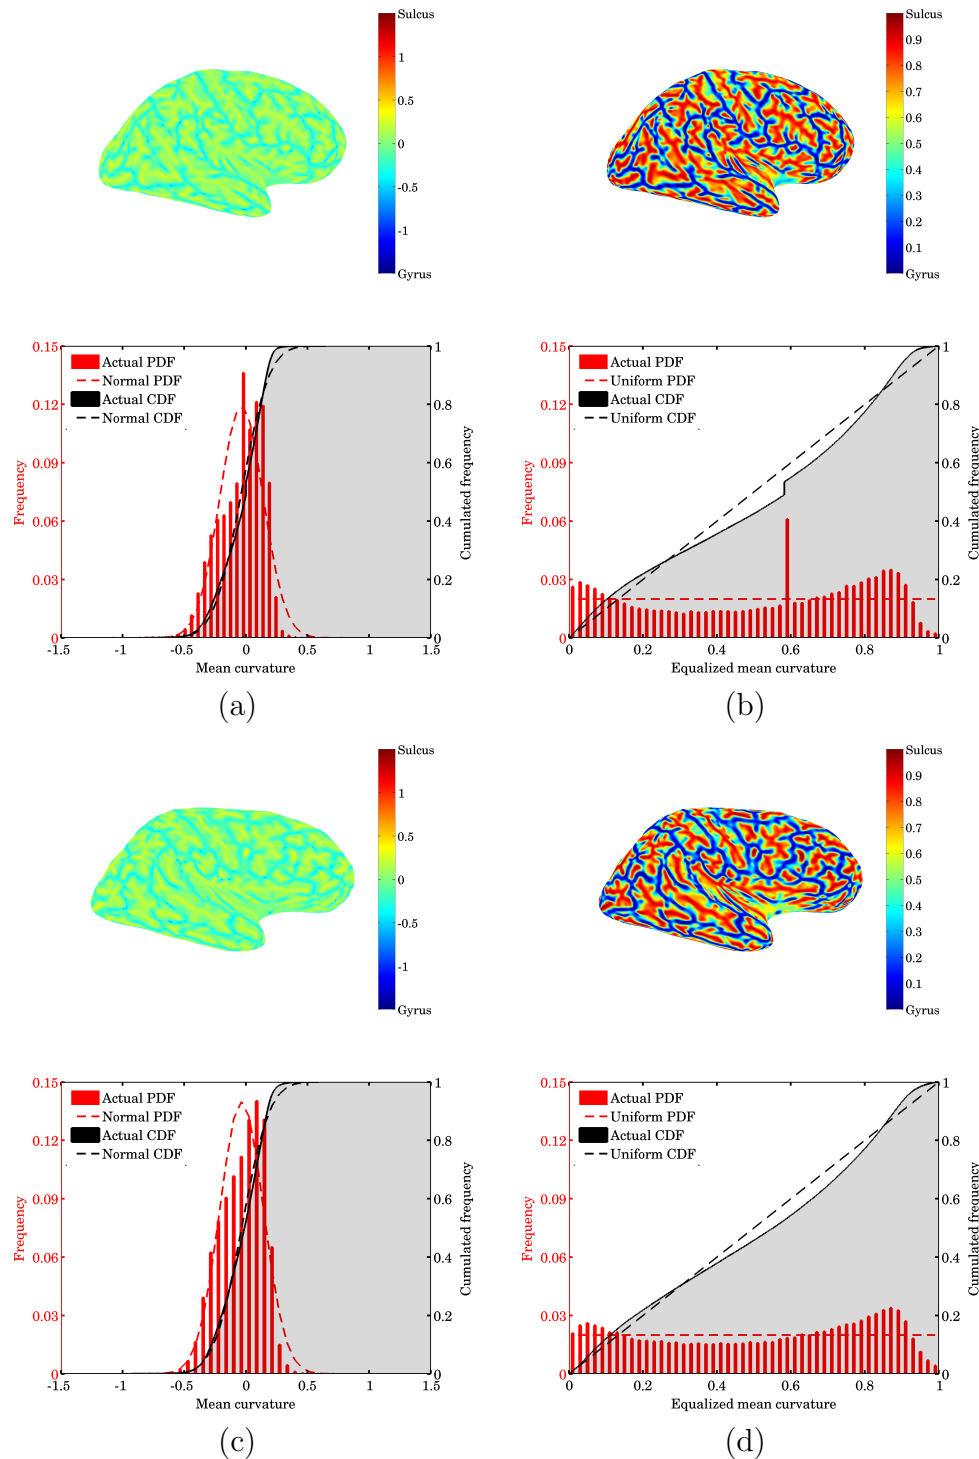 Sulcus
1
0.5
0
-0.5
-1
Gyrus
Sulcus
0.9
0.8
0.7
0.6
0.5
0.4
0.3
0.2
0.1
Gyrus
0.15
0.12
0.09
0.06
0.03
0
Frequency
Actual PDF
Normal PDF
Actual CDF
Normal CDF
1
0.8
0.6
0.4
0.2
0
Cumulated frequency
-1.5 -1 -0.5 0 0.5 1 1.5
Mean curvature
(a)
0.15
0.12
0.09
0.06
0.03
0
Frequency
Actual PDF
Uniform PDF
Actual CDF
Uniform CDF
1
0.8
0.6
0.4
0.2
0
Cumulated frequency
0 0.2 0.4 0.6 0.8 1
Equalized mean curvature
(b)
Sulcus
1
0.5
0
-0.5
-1
Gyrus
Sulcus
0.9
0.8
0.7
0.6
0.5
0.4
0.3
0.2
0.1
Gyrus
0.15
0.12
0.09
0.06
0.03
0
Frequency
Actual PDF
Normal PDF
Actual CDF
Normal CDF
1
0.8
0.6
0.4
0.2
0
Cumulated frequency
-1.5 -1 -0.5 0 0.5 1 1.5
Mean curvature
(c)
0.15
0.12
0.09
0.06
0.03
0
Frequency
Actual PDF
Uniform PDF
Actual CDF
Uniform CDF
1
0.8
0.6
0.4
0.2
0
Cumulated frequency
0 0.2 0.4 0.6 0.8 1
Equalized mean curvature
(d)